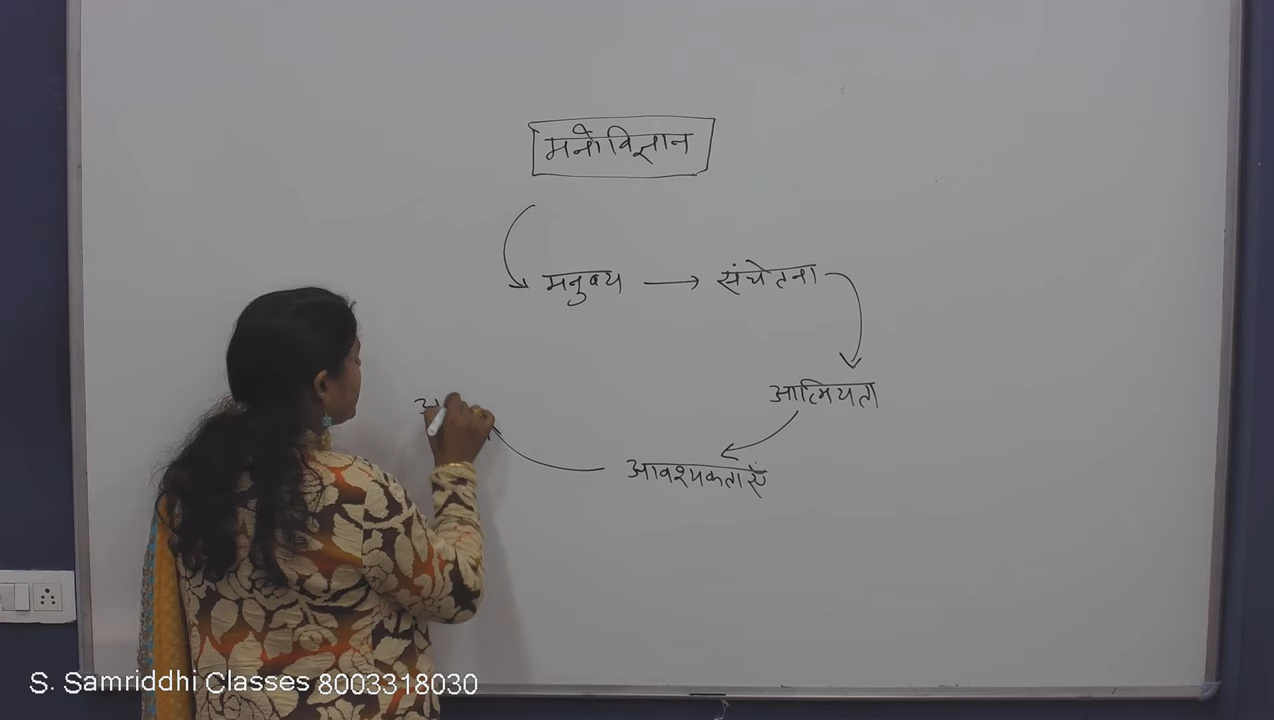 मनोविज्ञान
मनुष्य → संचेतना
आत्मियता
आवश्यकताएँ
S. Samriddhi Classes 8003318030